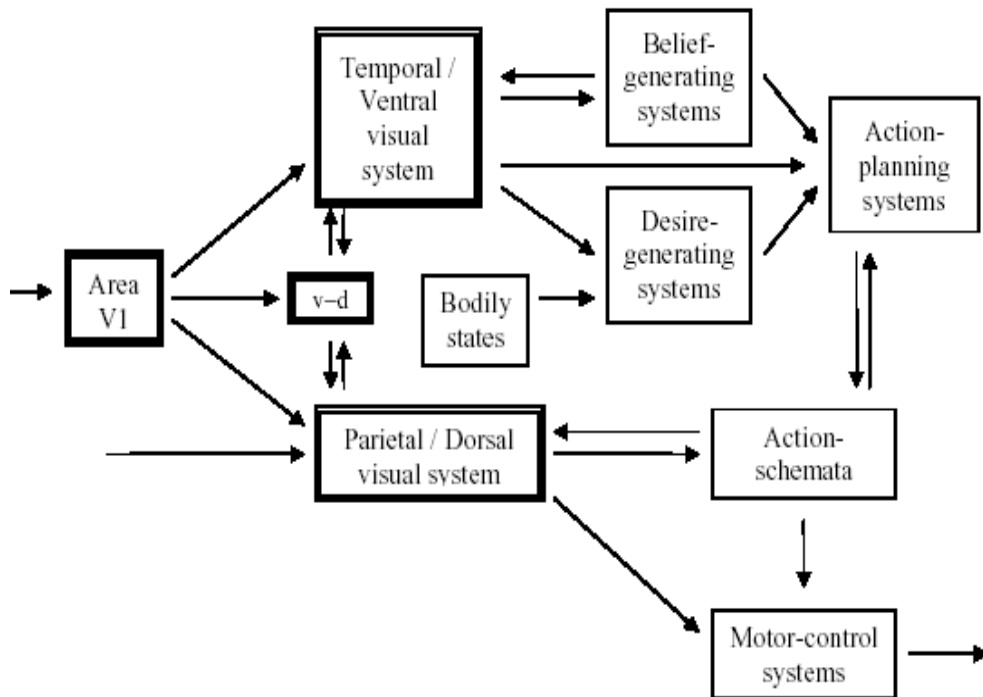 Temporal /
Ventral
visual
system
Belief-
generating
systems
Action-
planning
systems
Desire-
generating
systems
Area
V1
v–d
Bodily
states
Parietal / Dorsal
visual system
Action-
schemata
Motor-control
systems